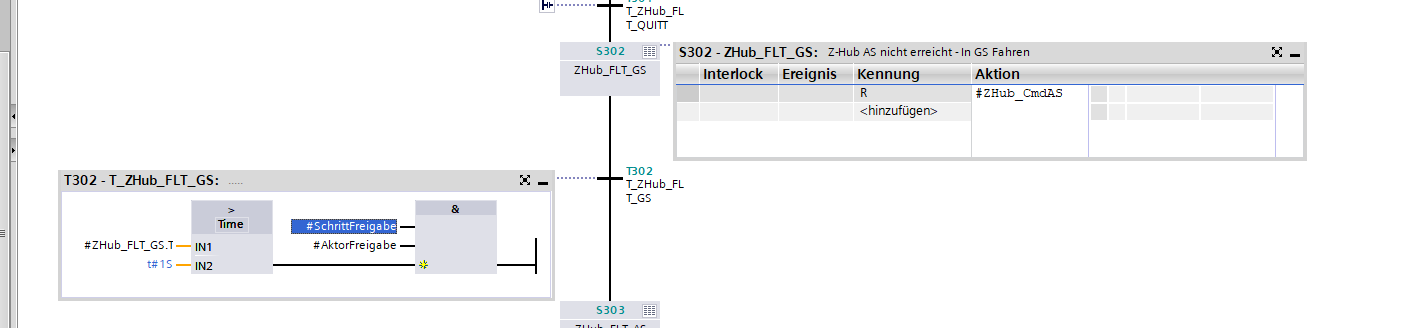 T_ZHub_FL
T_QUITT
S302
ZHub_FLT_GS
S302 - ZHub_FLT_GS: Z-Hub AS nicht erreicht - In GS Fahren
Interlock Ereignis Kennung Aktion
R #ZHub_CmdAS
<hinzufügen>
T302 - T_ZHub_FLT_GS: .....
T302
T_ZHub_FL
T_GS
>
Time
&
#SchrittFreigabe
#ZHub_FLT_GS.T IN1
#AktorFreigabe
t#1S IN2
S303
ZHub_FLT_AS